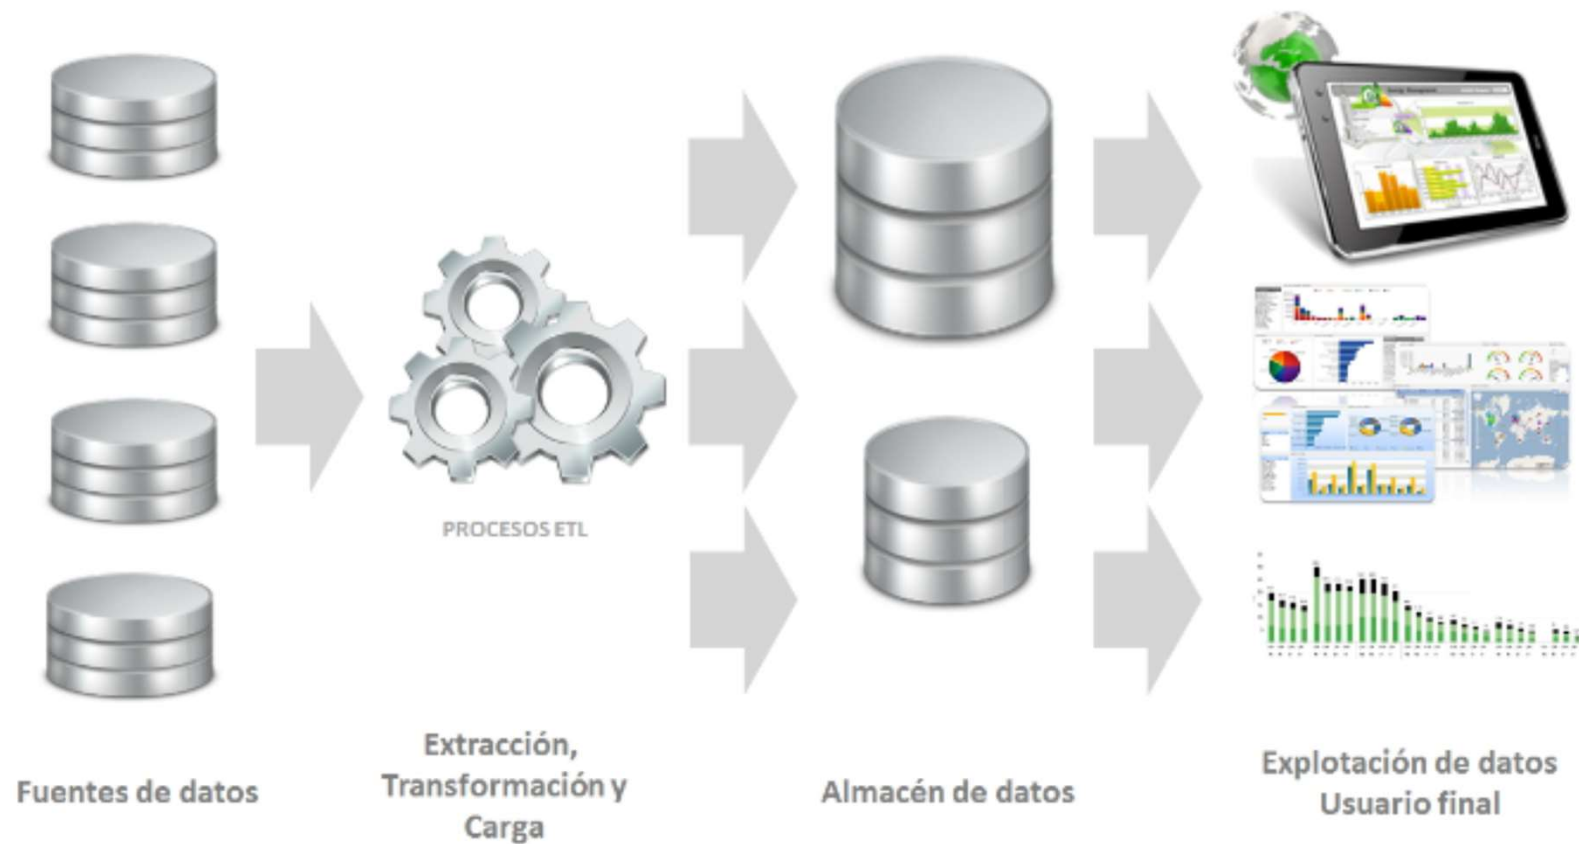 PROCESOS ETL
Fuentes de datos
Extracción,
Transformación y
Carga
Almacén de datos
Explotación de datos
Usuario final